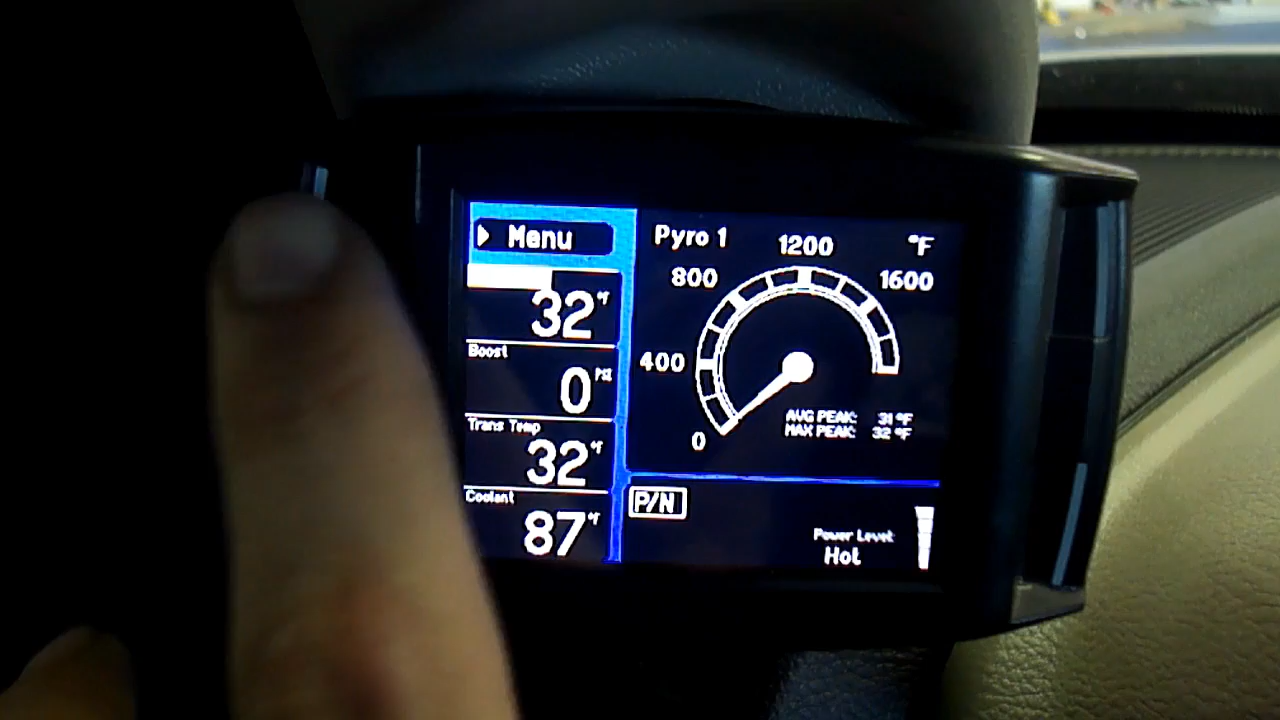 Menu
32°F
Boost
0 PSI
Trans Temp
32°F
Coolant
87°F
Pyro 1
°F
0
400
800
1200
1600
AVG PEAK: 31 °F
MAX PEAK: 32 °F
P/N
Power Level
Hot